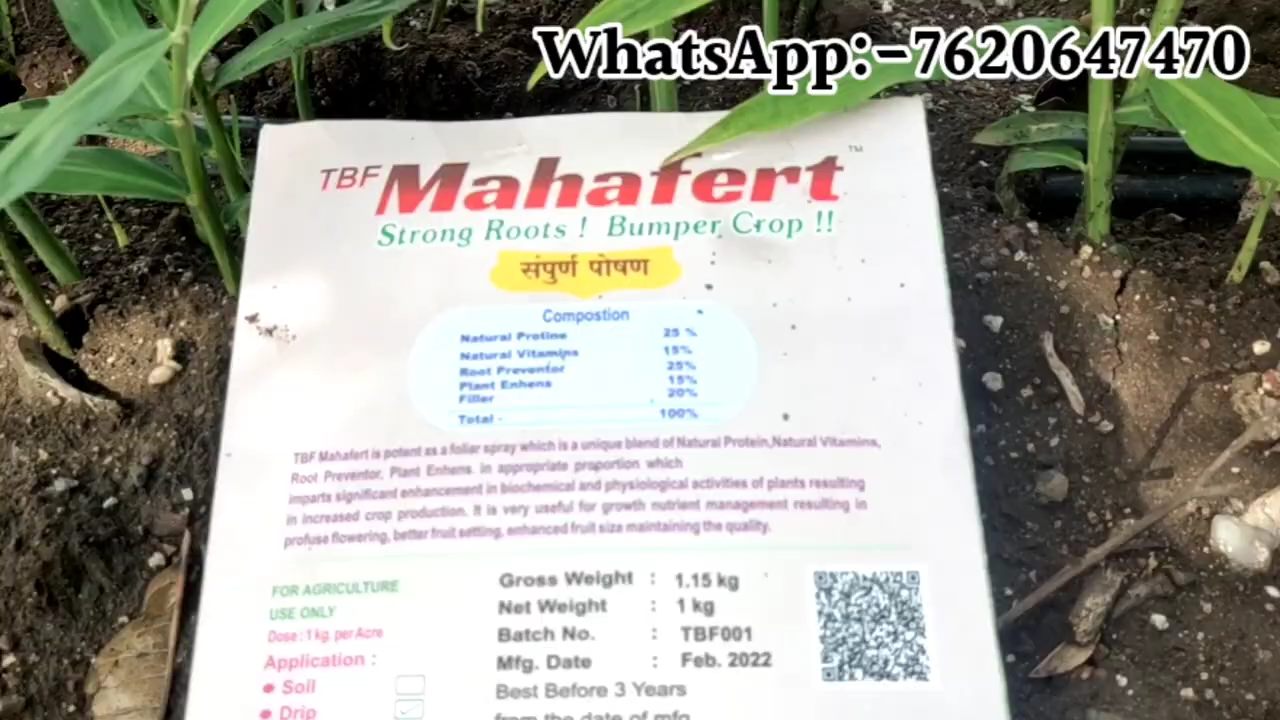 WhatsApp:-7620647470
TBF Mahafert ™
Strong Roots ! Bumper Crop !!
संपुर्ण पोषण
Compostion
Natural Protine 25 %
Natural Vitamins 15%
Root Preventor 25%
Plant Enhens 15%
Filler 20%
Total - 100%
TBF Mahafert is potent as a foliar spray which is a unique blend of Natural Protein,Natural Vitamins,
Root Preventor, Plant Enhens. in appropriate proportion which
imparts significant enhancement in biochemical and physiological activities of plants resulting
in increased crop production. It is very useful for growth nutrient management resulting in
profuse flowering, better fruit setting, enhanced fruit size maintaining the quality.
FOR AGRICULTURE
USE ONLY
Dose : 1 kg. per Acre
Application :
Soil
Drip
Gross Weight : 1.15 kg
Net Weight : 1 kg
Batch No. : TBF001
Mfg. Date : Feb. 2022
Best Before 3 Years
from the date of mfg